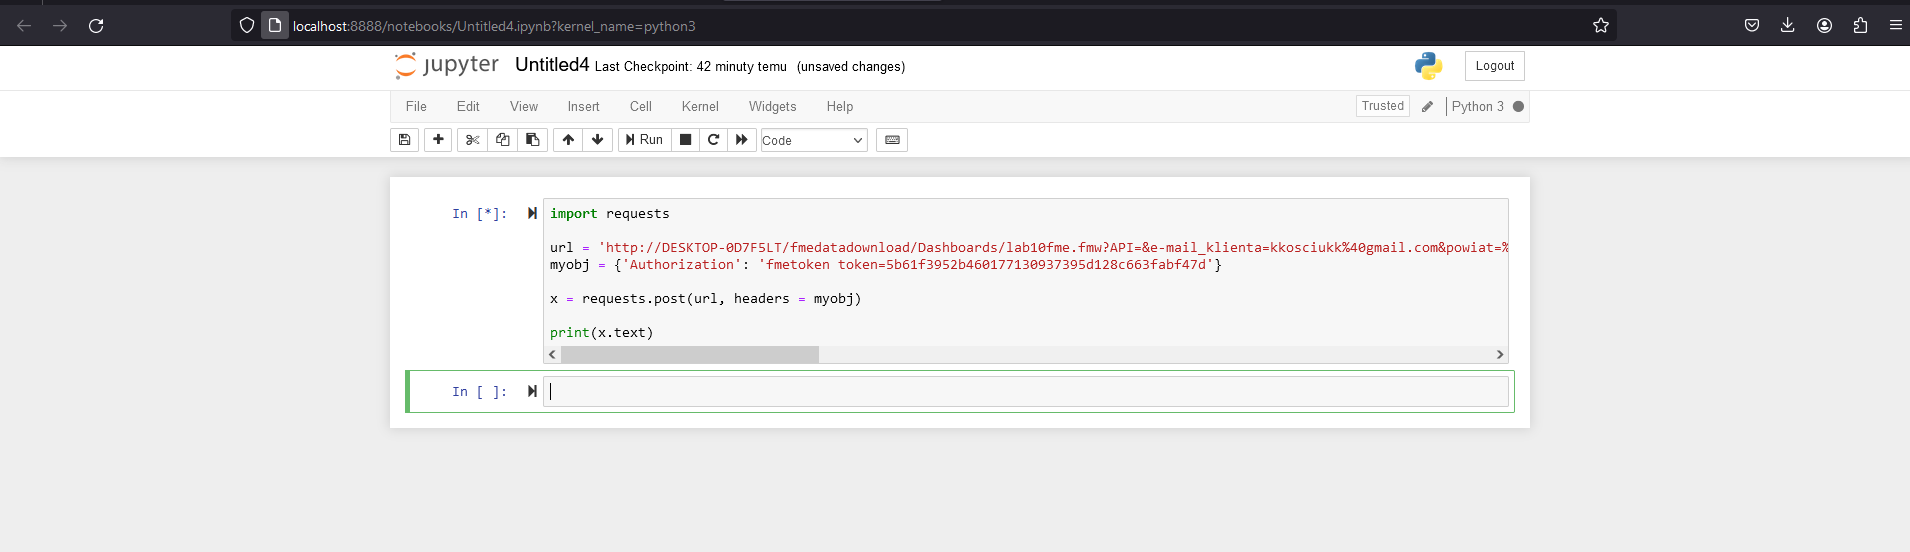 localhost:8888/notebooks/Untitled4.ipynb?kernel_name=python3
jupyter Untitled4 Last Checkpoint: 42 minuty temu (unsaved changes)
Logout
File Edit View Insert Cell Kernel Widgets Help
Trusted Python 3
Run Code
In [*]:
import requests
url = 'http://DESKTOP-0D7F5LT/fmedatadownload/Dashboards/lab10fme.fmw?API=&e-mail_klienta=kkosciukk%40gmail.com&powiat=%
myobj = {'Authorization': 'fmetoken token=5b61f3952b460177130937395d128c663fabf47d'}
x = requests.post(url, headers = myobj)
print(x.text)
In [ ]: